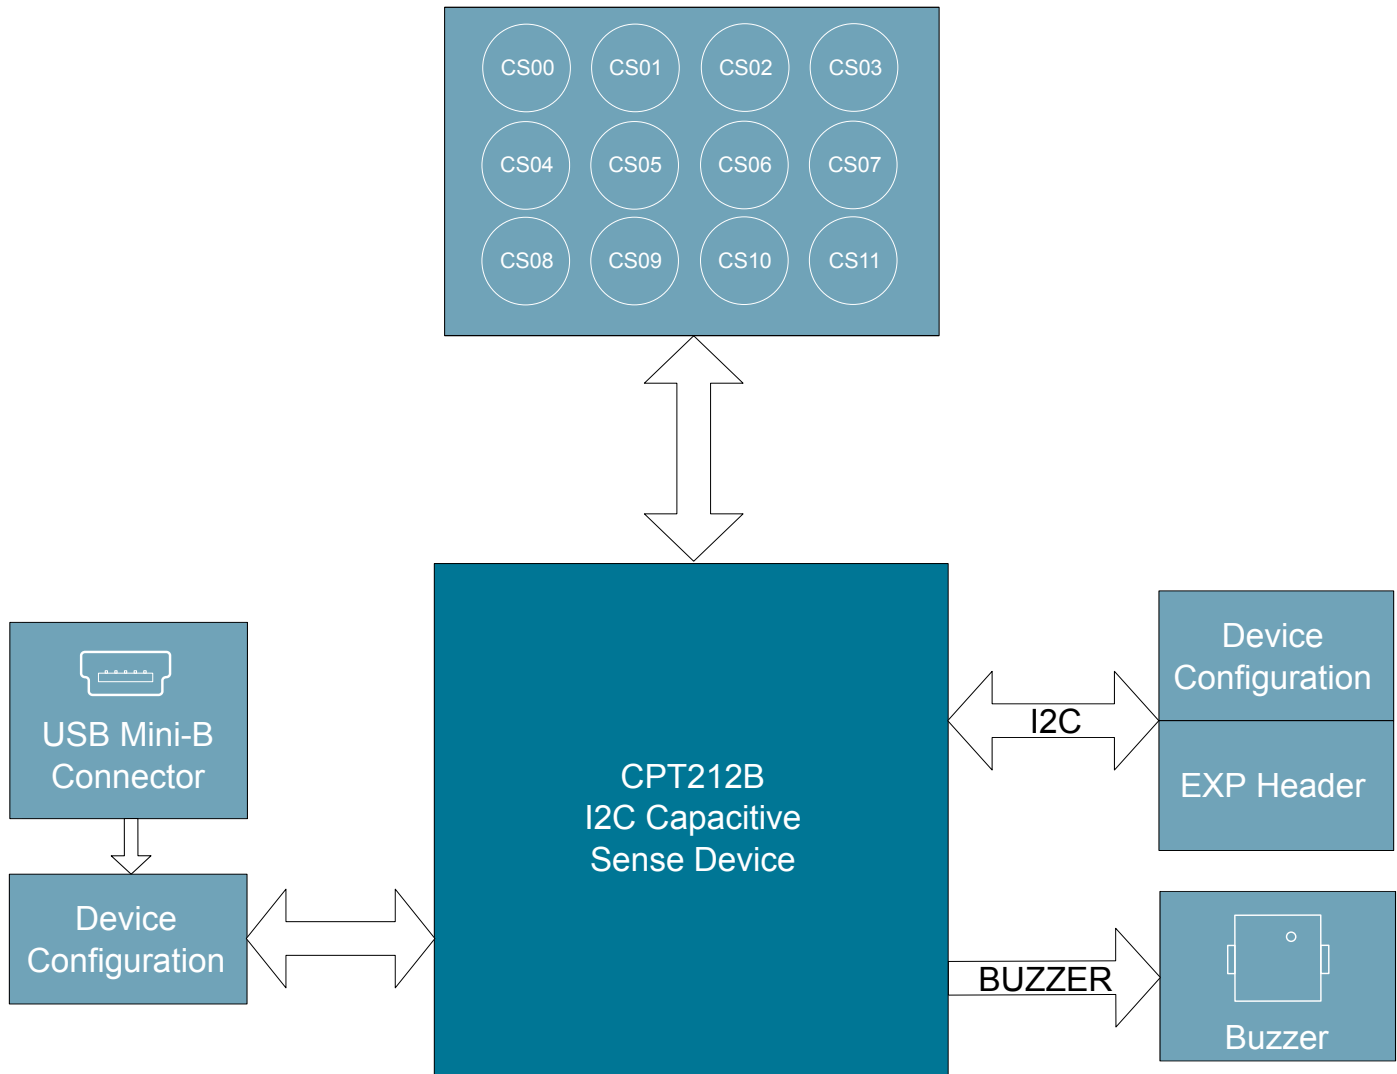 CS00 CS01 CS02 CS03
CS04 CS05 CS06 CS07
CS08 CS09 CS10 CS11
USB Mini-B
Connector
Device
Configuration
CPT212B
I2C Capacitive
Sense Device
I2C
Device
Configuration
EXP Header
BUZZER
Buzzer